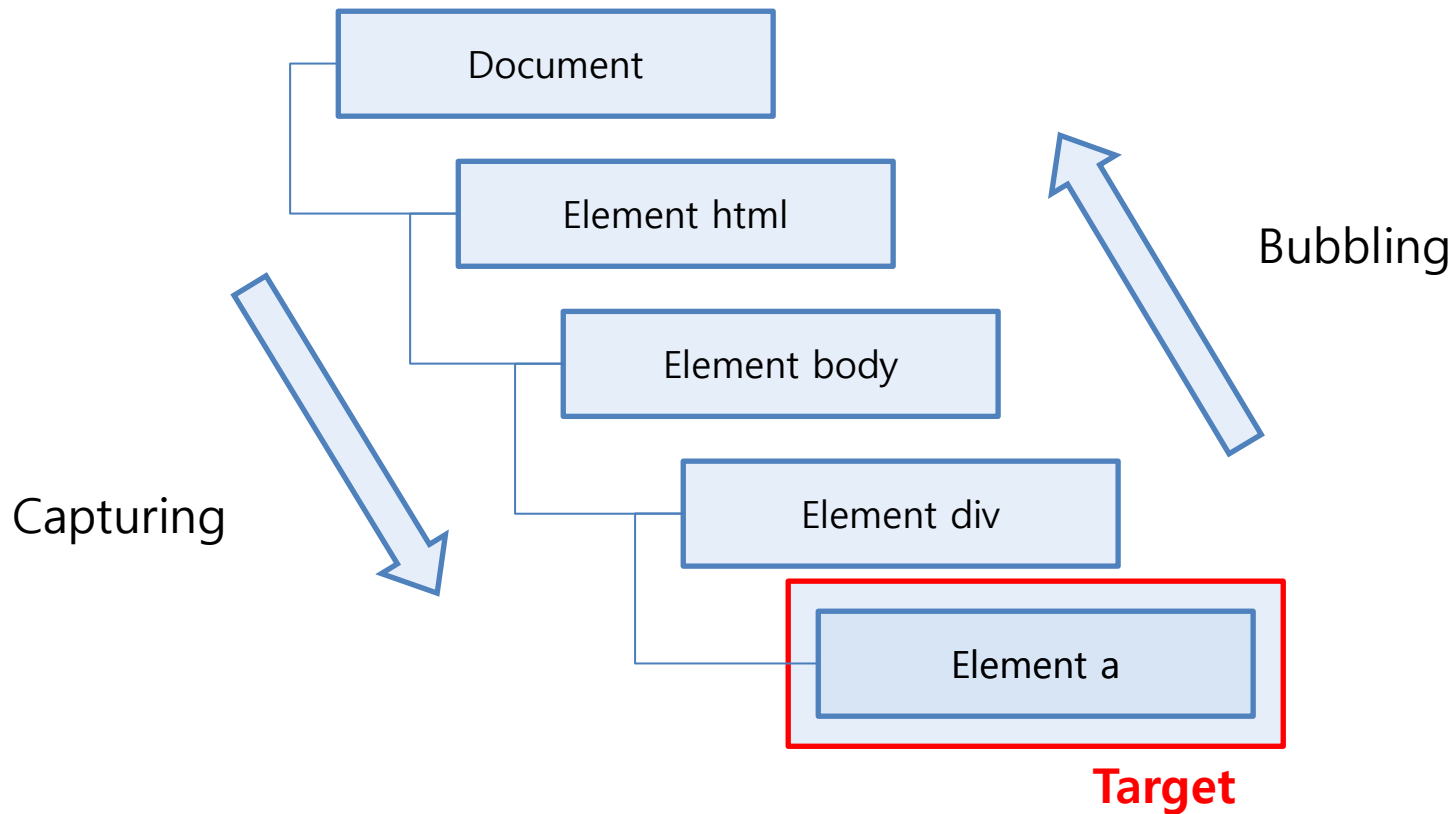 Document
Element html
Bubbling
Element body
Capturing
Element div
Element a
Target